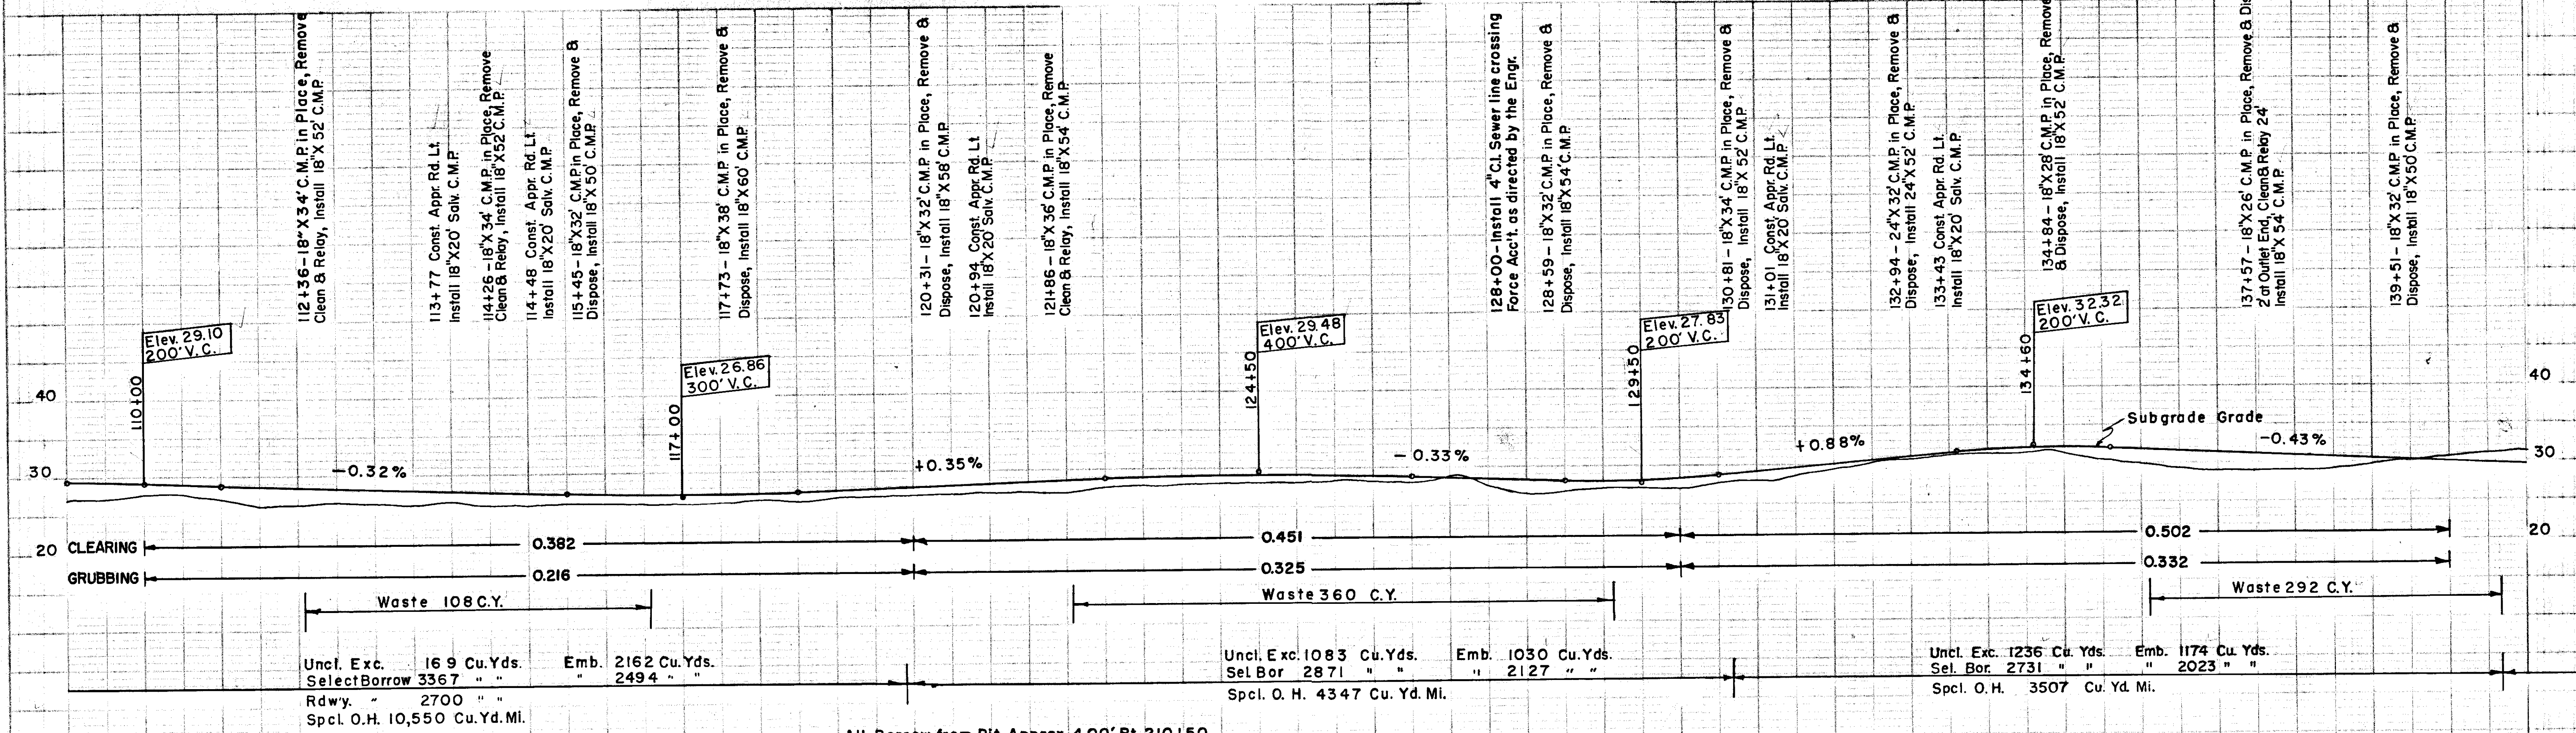 112+36-18"X34' C.M.P. in Place, Remove
Clean & Relay, Install 18"X 52' C.M.P.
113+77 Const. Appr. Rd. Lt.
Install 18"X20' Salv. C.M.P.
114+26-18"X34' C.M.P. in Place, Remove
Clean & Relay, Install 18"X52' C.M.P.
114+48 Const. Appr. Rd. Lt.
Install 18"X20' Salv. C.M.P.
115+45-18"X32' C.M.P. in Place, Remove &
Dispose, Install 18"X50' C.M.P.
117+73-18"X38' C.M.P. in Place, Remove &
Dispose, Install 18"X60' C.M.P.
120+31-18"X32' C.M.P. in Place, Remove &
Dispose, Install 18"X58' C.M.P.
120+94 Const. Appr. Rd. Lt.
Install 18"X20' Salv. C.M.P.
121+86-18"X36' C.M.P. in Place, Remove
Clean & Relay, Install 18"X54' C.M.P.
128+00-Install 4" C.I. Sewer line crossing
Force Acc't. as directed by the Engr.
128+59-18"X32' C.M.P. in Place, Remove &
Dispose, Install 18"X54' C.M.P.
130+81-18"X34' C.M.P. in Place, Remove &
Dispose, Install 18"X52' C.M.P.
131+01 Const. Appr. Rd. Lt.
Install 18"X20' Salv. C.M.P.
132+94-24"X32' C.M.P. in Place, Remove &
Dispose, Install 24"X52' C.M.P.
133+43 Const. Appr. Rd. Lt.
Install 18"X20' Salv. C.M.P.
134+84-18"X28' C.M.P. in Place, Remove
& Dispose, Install 18"X52' C.M.P.
137+57-18"X26' C.M.P. in Place, Remove & Dis
2' at Outlet End, Clean & Relay 24'
Install 18"X54' C.M.P.
139+51-18"X32' C.M.P. in Place, Remove &
Dispose, Install 18"X50' C.M.P.
Elev. 29.10
200' V.C.
110+00
Elev. 26.86
300' V.C.
117+00
Elev. 29.48
400' V.C.
124+50
Elev. 27.83
200' V.C.
129+50
Elev. 32.32
200' V.C.
134+60
40
40
Subgrade Grade
30
-0.32%
+0.35%
-0.33%
+0.88%
-0.43%
30
20 CLEARING 0.382 0.451 0.502 20
GRUBBING 0.216 0.325 0.332
Waste 108 C.Y.
Waste 360 C.Y.
Waste 292 C.Y.
Uncl. Exc. 169 Cu. Yds. Emb. 2162 Cu. Yds.
Select Borrow 3367 " " " 2494 " "
Rdw'y. " 2700 " "
Spcl. O.H. 10,550 Cu. Yd. Mi.
Uncl. Exc. 1083 Cu. Yds. Emb. 1030 Cu. Yds.
Sel. Bor 2871 " " " 2127 " "
Spcl. O. H. 4347 Cu. Yd. Mi.
Uncl. Exc. 1236 Cu. Yds. Emb. 1174 Cu. Yds.
Sel. Bor. 2731 " " " 2023 " "
Spcl. O. H. 3507 Cu. Yd. Mi.
All Borrow from Pit Approx. 400' Rt. 210+50